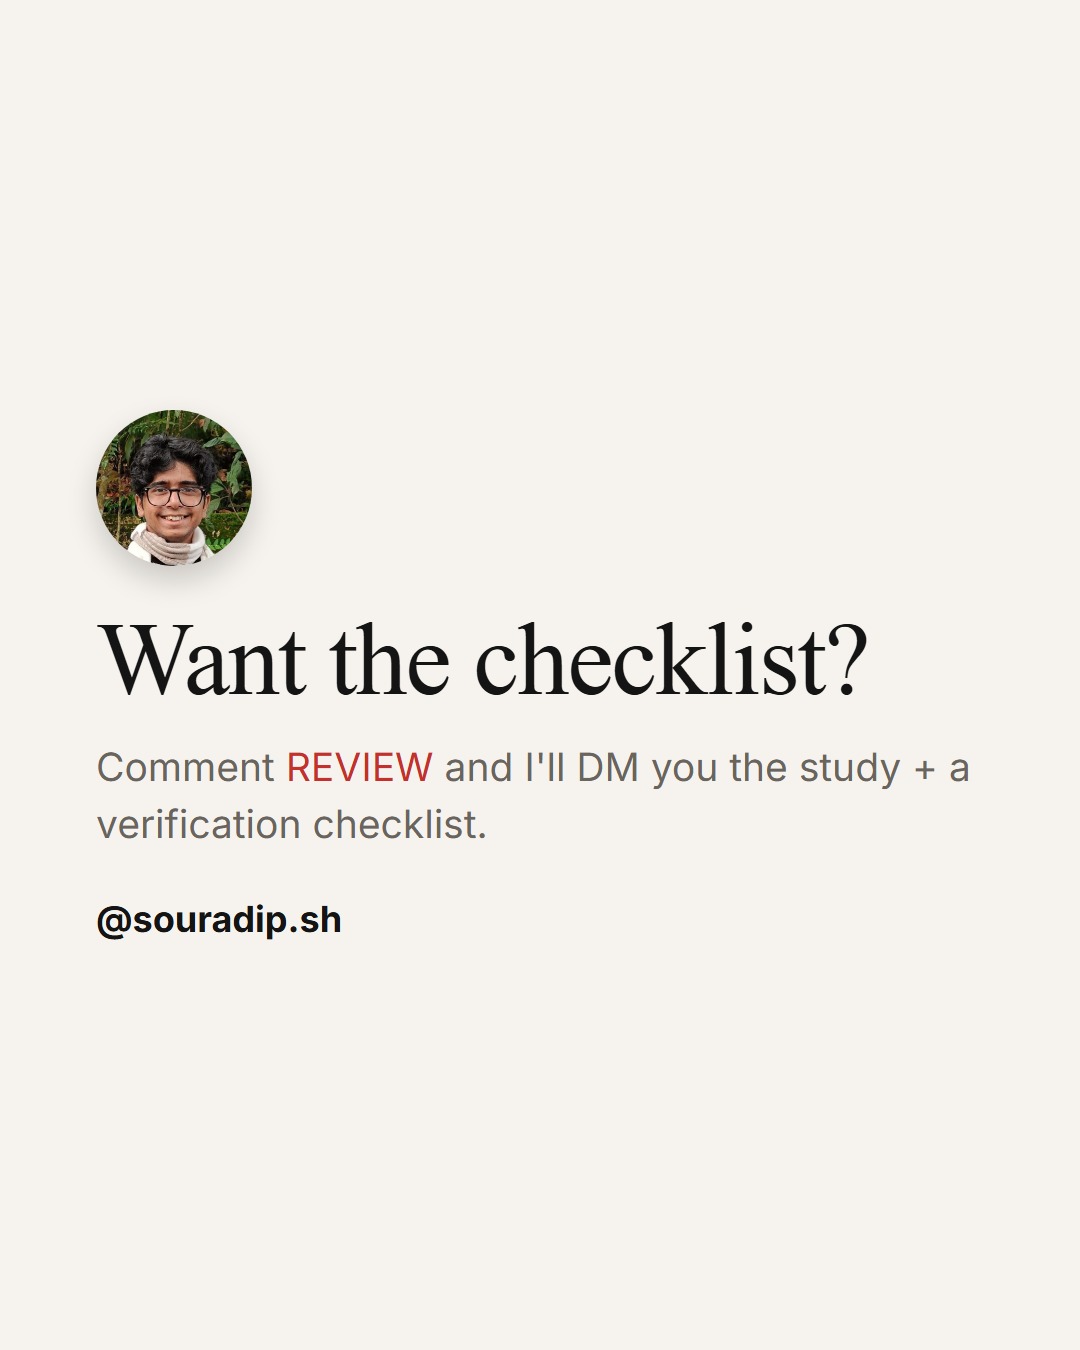 Want the checklist?
Comment REVIEW and I'll DM you the study + a
verification checklist.
@souradip.sh